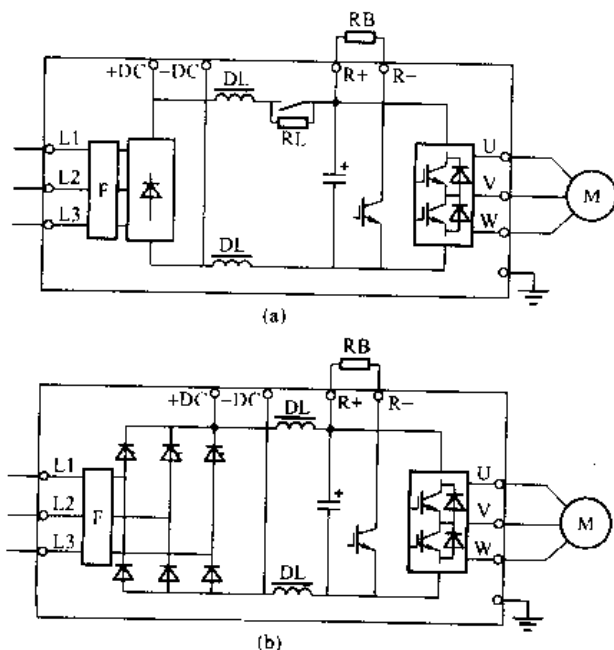 RB
+DC -DC DL R+ R-
RL
L1
L2 F
L3
U
V
W
M
+
DL
(a)
RB
+DC -DC DL R+ R-
L1
L2 F
L3
U
V
W
M
+
DL
(b)